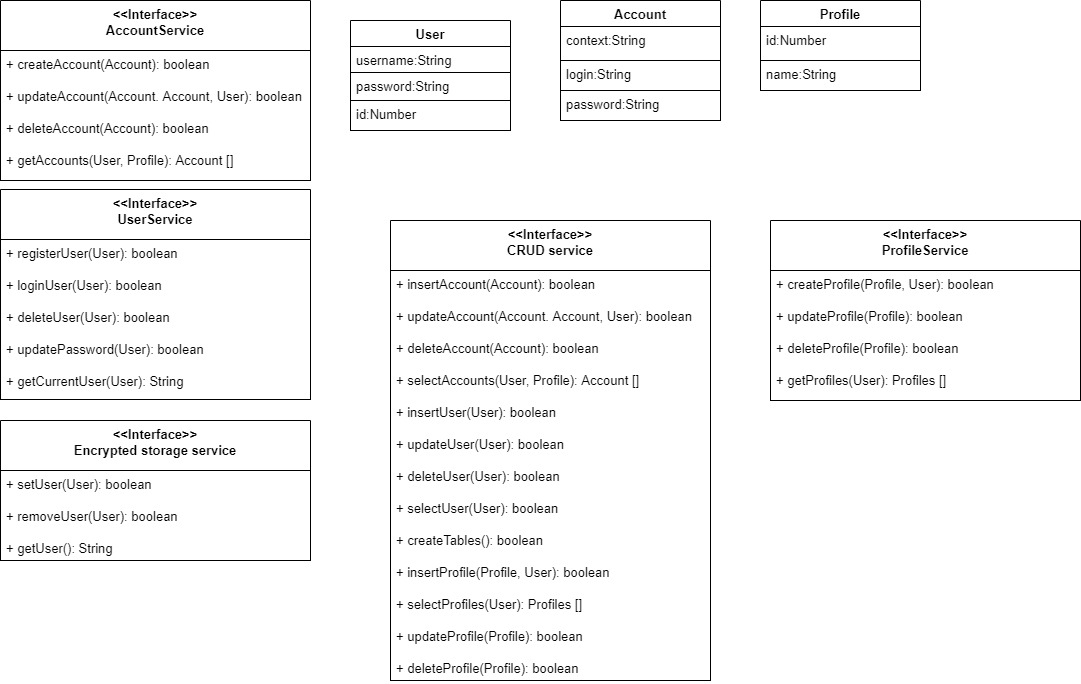 <<Interface>>
AccountService
+ createAccount(Account): boolean
+ updateAccount(Account. Account, User): boolean
+ deleteAccount(Account): boolean
+ getAccounts(User, Profile): Account []
User
username:String
password:String
id:Number
Account
context:String
login:String
password:String
Profile
id:Number
name:String
<<Interface>>
UserService
+ registerUser(User): boolean
+ loginUser(User): boolean
+ deleteUser(User): boolean
+ updatePassword(User): boolean
+ getCurrentUser(User): String
<<Interface>>
Encrypted storage service
+ setUser(User): boolean
+ removeUser(User): boolean
+ getUser(): String
<<Interface>>
CRUD service
+ insertAccount(Account): boolean
+ updateAccount(Account. Account, User): boolean
+ deleteAccount(Account): boolean
+ selectAccounts(User, Profile): Account []
+ insertUser(User): boolean
+ updateUser(User): boolean
+ deleteUser(User): boolean
+ selectUser(User): boolean
+ createTables(): boolean
+ insertProfile(Profile, User): boolean
+ selectProfiles(User): Profiles []
+ updateProfile(Profile): boolean
+ deleteProfile(Profile): boolean
<<Interface>>
ProfileService
+ createProfile(Profile, User): boolean
+ updateProfile(Profile): boolean
+ deleteProfile(Profile): boolean
+ getProfiles(User): Profiles []